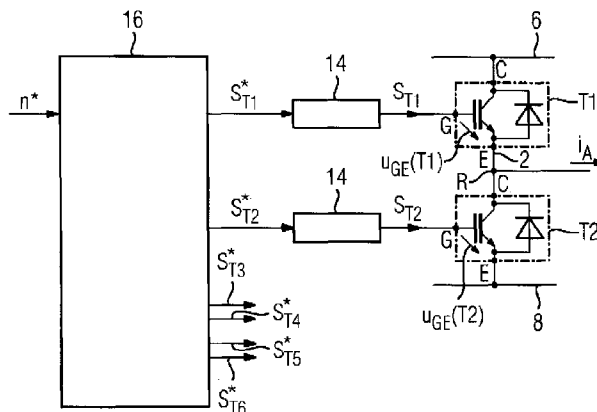 16
6
n*
S*T1
14
ST1
C
G
T1
uGE(T1)
E
2
iA
R
C
S*T2
14
ST2
G
T2
E
uGE(T2)
8
S*T3
S*T4
S*T5
S*T6